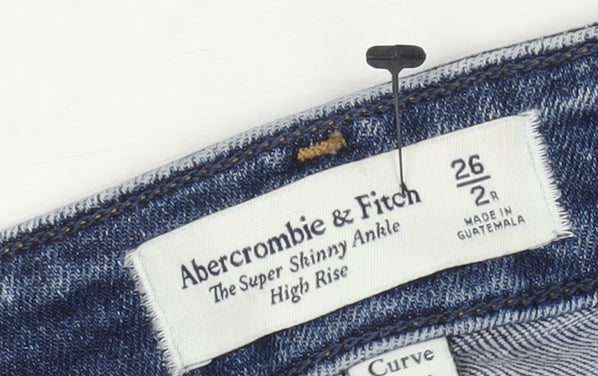 Abercrombie & Fitch
The Super Skinny Ankle
High Rise
26
2R
MADE IN
GUATEMALA
Curve